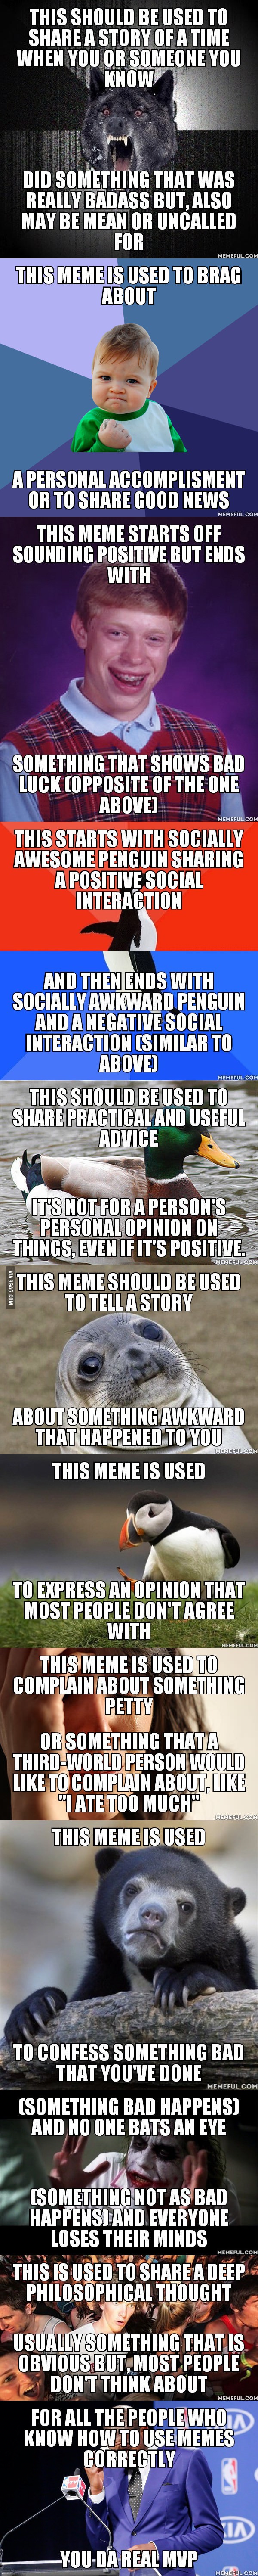 THIS SHOULD BE USED TO
SHARE A STORY OF A TIME
WHEN YOU OR SOMEONE YOU
KNOW
DID SOMETHING THAT WAS
REALLY BADASS BUT, ALSO
MAY BE MEAN OR UNCALLED
FOR
MEMEFUL.COM
THIS MEME IS USED TO BRAG
ABOUT
A PERSONAL ACCOMPLISMENT
OR TO SHARE GOOD NEWS
MEMEFUL.COM
THIS MEME STARTS OFF
SOUNDING POSITIVE BUT ENDS
WITH
SOMETHING THAT SHOWS BAD
LUCK (OPPOSITE OF THE ONE
ABOVE)
MEMEFUL.COM
THIS STARTS WITH SOCIALLY
AWESOME PENGUIN SHARING
A POSITIVE SOCIAL
INTERACTION
AND THEN ENDS WITH
SOCIALLY AWKWARD PENGUIN
AND A NEGATIVE SOCIAL
INTERACTION (SIMILAR TO
ABOVE)
MEMEFUL.COM
THIS SHOULD BE USED TO
SHARE PRACTICAL AND USEFUL
ADVICE
IT'S NOT FOR A PERSON'S
PERSONAL OPINION ON
THINGS, EVEN IF IT'S POSITIVE.
MEMEFUL.COM
VIA 9GAG.COM
THIS MEME SHOULD BE USED
TO TELL A STORY
ABOUT SOMETHING AWKWARD
THAT HAPPENED TO YOU
MEMEFUL.COM
THIS MEME IS USED
TO EXPRESS AN OPINION THAT
MOST PEOPLE DON'T AGREE
WITH
MEMEFUL.COM
THIS MEME IS USED TO
COMPLAIN ABOUT SOMETHING
PETTY
OR SOMETHING THAT A
THIRD-WORLD PERSON WOULD
LIKE TO COMPLAIN ABOUT, LIKE
"I ATE TOO MUCH"
MEMEFUL.COM
THIS MEME IS USED
TO CONFESS SOMETHING BAD
THAT YOU'VE DONE
MEMEFUL.COM
(SOMETHING BAD HAPPENS)
AND NO ONE BATS AN EYE
(SOMETHING NOT AS BAD
HAPPENS) AND EVERYONE
LOSES THEIR MINDS
MEMEFUL.COM
THIS IS USED TO SHARE A DEEP
PHILOSOPHICAL THOUGHT
USUALLY SOMETHING THAT IS
OBVIOUS BUT, MOST PEOPLE
DON'T THINK ABOUT
MEMEFUL.COM
FOR ALL THE PEOPLE WHO
KNOW HOW TO USE MEMES
CORRECTLY
KIA
NBA
KIA
YOU DA REAL MVP
MEMEFUL.COM